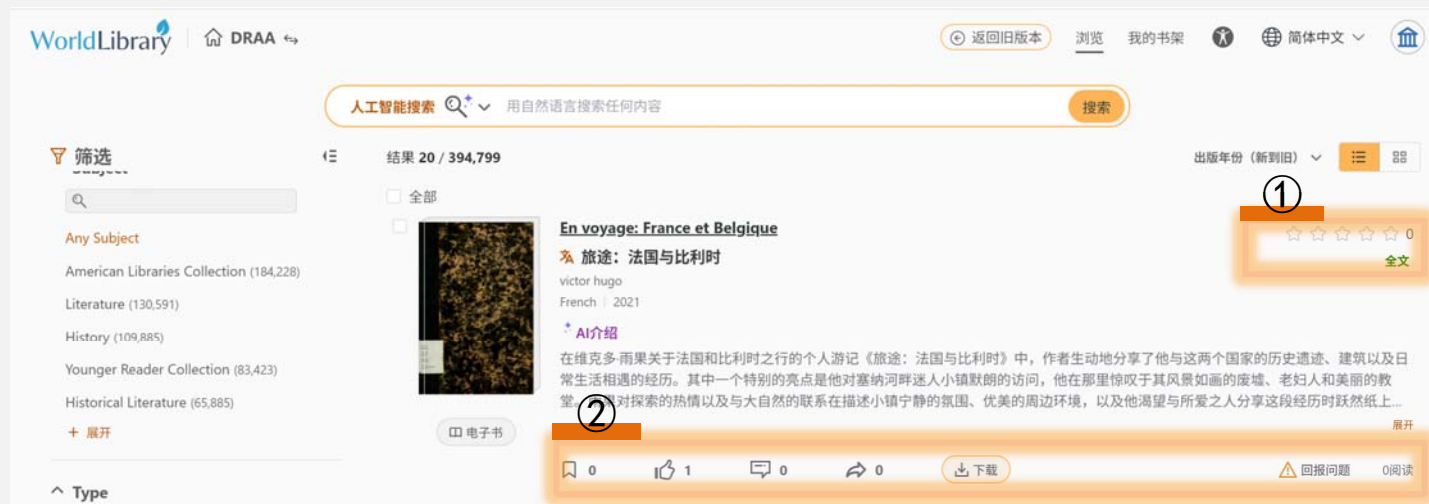 WorldLibrary DRAA 返回旧版本 浏览 我的书架 简体中文
人工智能搜索 用自然语言搜索任何内容 搜索
筛选 结果 20 / 394,799 出版年份（新到旧）
Subject
全部
①
En voyage: France et Belgique
0
Any Subject
旅途：法国与比利时
全文
American Libraries Collection (184,228)
victor hugo
Literature (130,591)
French 2021
History (109,885)
AI介绍
Younger Reader Collection (83,423)
在维克多·雨果关于法国和比利时之行的个人游记《旅途：法国与比利时》中，作者生动地分享了他与这两个国家的历史遗迹、建筑以及日
常生活相遇的经历。其中一个特别的亮点是他对塞纳河畔迷人小镇默朗的访问，他在那里惊叹于其风景如画的废墟、老妇人和美丽的教
Historical Literature (65,885)
堂。对探索的热情以及与大自然的联系在描述小镇宁静的氛围、优美的周边环境，以及他渴望与所爱之人分享这段经历时跃然纸上...
②
+ 展开
电子书
展开
0 1 0 0 下载 回报问题 0阅读
Type